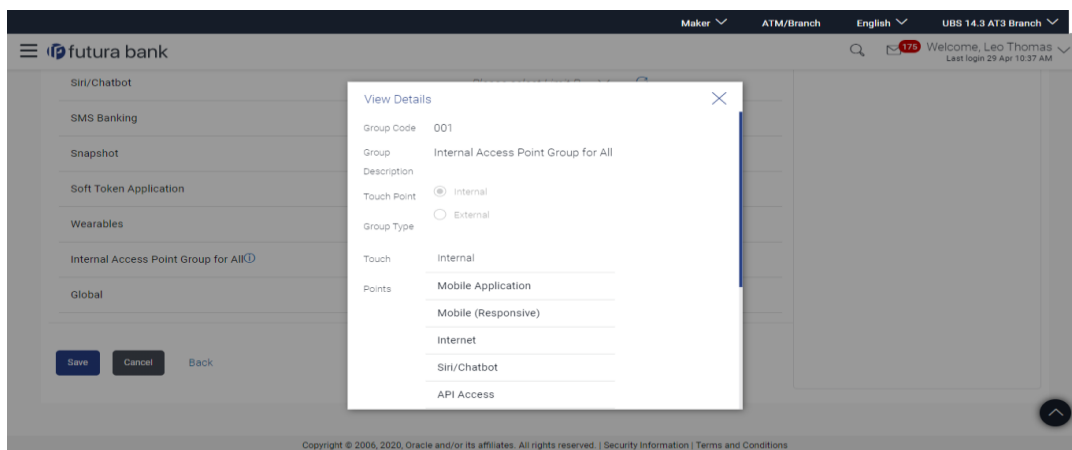 Maker ATM/Branch English UBS 14.3 AT3 Branch
futura bank 175 Welcome, Leo Thomas
Last login 29 Apr 10:37 AM
Siri/Chatbot
SMS Banking
Snapshot
Soft Token Application
Wearables
Internal Access Point Group for All
Global
Save Cancel Back
View Details
Group Code 001
Group Internal Access Point Group for All
Description
Touch Point Internal
External
Group Type
Touch Internal
Points Mobile Application
Mobile (Responsive)
Internet
Siri/Chatbot
API Access
Copyright © 2006, 2020, Oracle and/or its affiliates. All rights reserved. | Security Information | Terms and Conditions